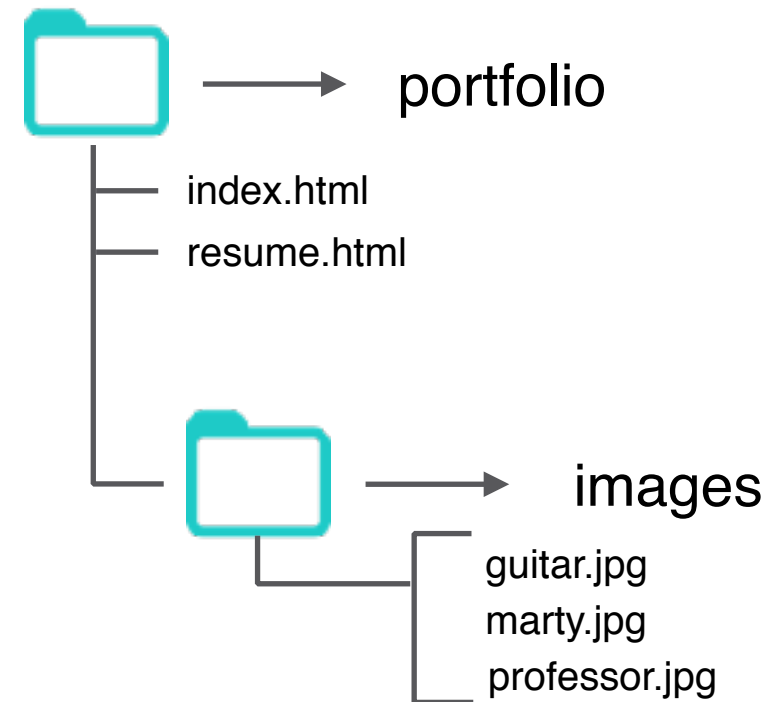 portfolio
index.html
resume.html
images
guitar.jpg
marty.jpg
professor.jpg